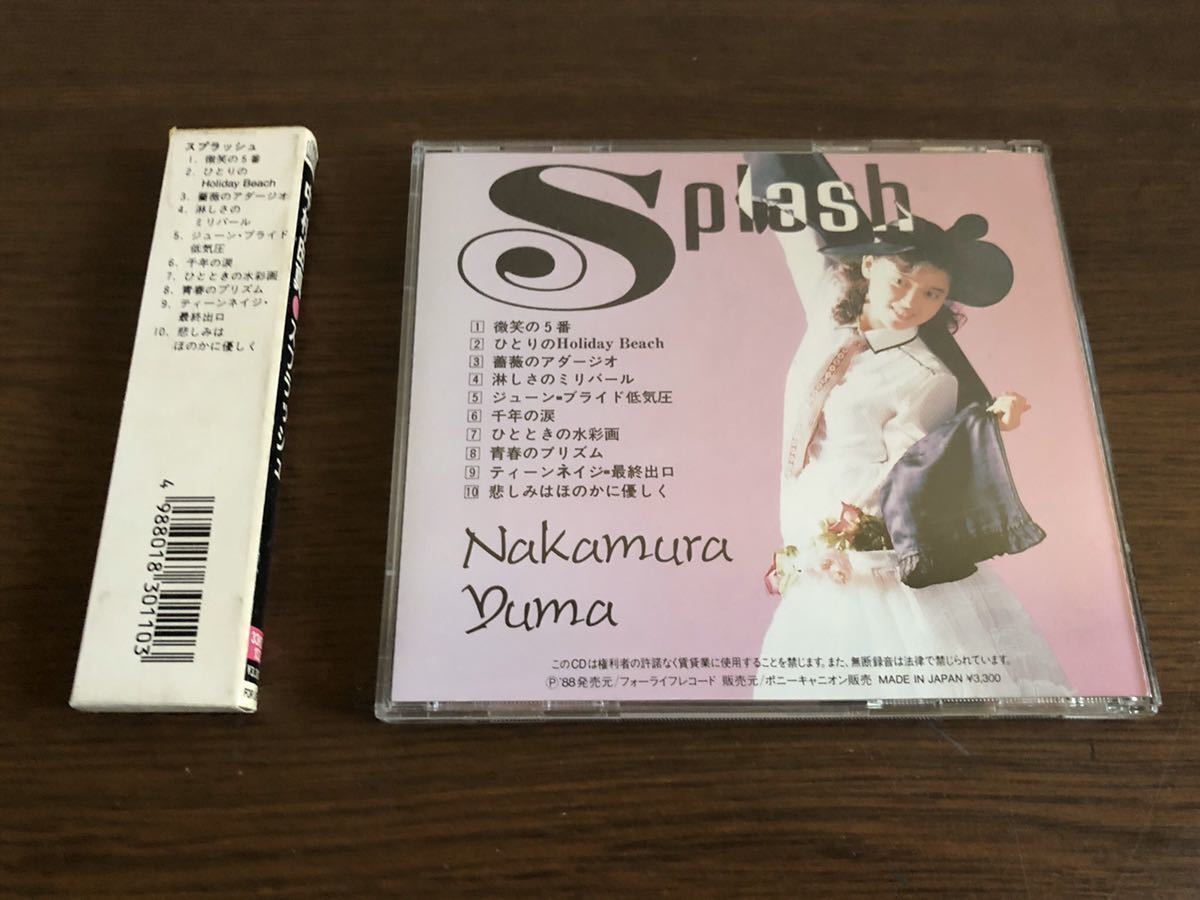 スプラッシュ
1. 微笑の5番
2. ひとりの
Holiday Beach
3. 薔薇のアダージオ
4. 淋しさの
ミリバール
5. ジューン・ブライド
低気圧
6. 千年の涙
7. ひとときの水彩画
8. 青春のプリズム
9. ティーンネイジ・
最終出口
10. 悲しみは
ほのかに優しく
4 988018 301103
Splash
1 微笑の5番
2 ひとりのHoliday Beach
3 薔薇のアダージオ
4 淋しさのミリバール
5 ジューン=ブライド低気圧
6 千年の涙
7 ひとときの水彩画
8 青春のプリズム
9 ティーンネイジ=最終出口
10 悲しみはほのかに優しく
Nakamura
Yuma
このCDは権利者の許諾なく賃貸業に使用することを禁じます。また、無断録音は法律で禁じられています。
Ⓟ'88発売元/フォーライフレコード 販売元/ポニーキャニオン販売 MADE IN JAPAN ¥3,300